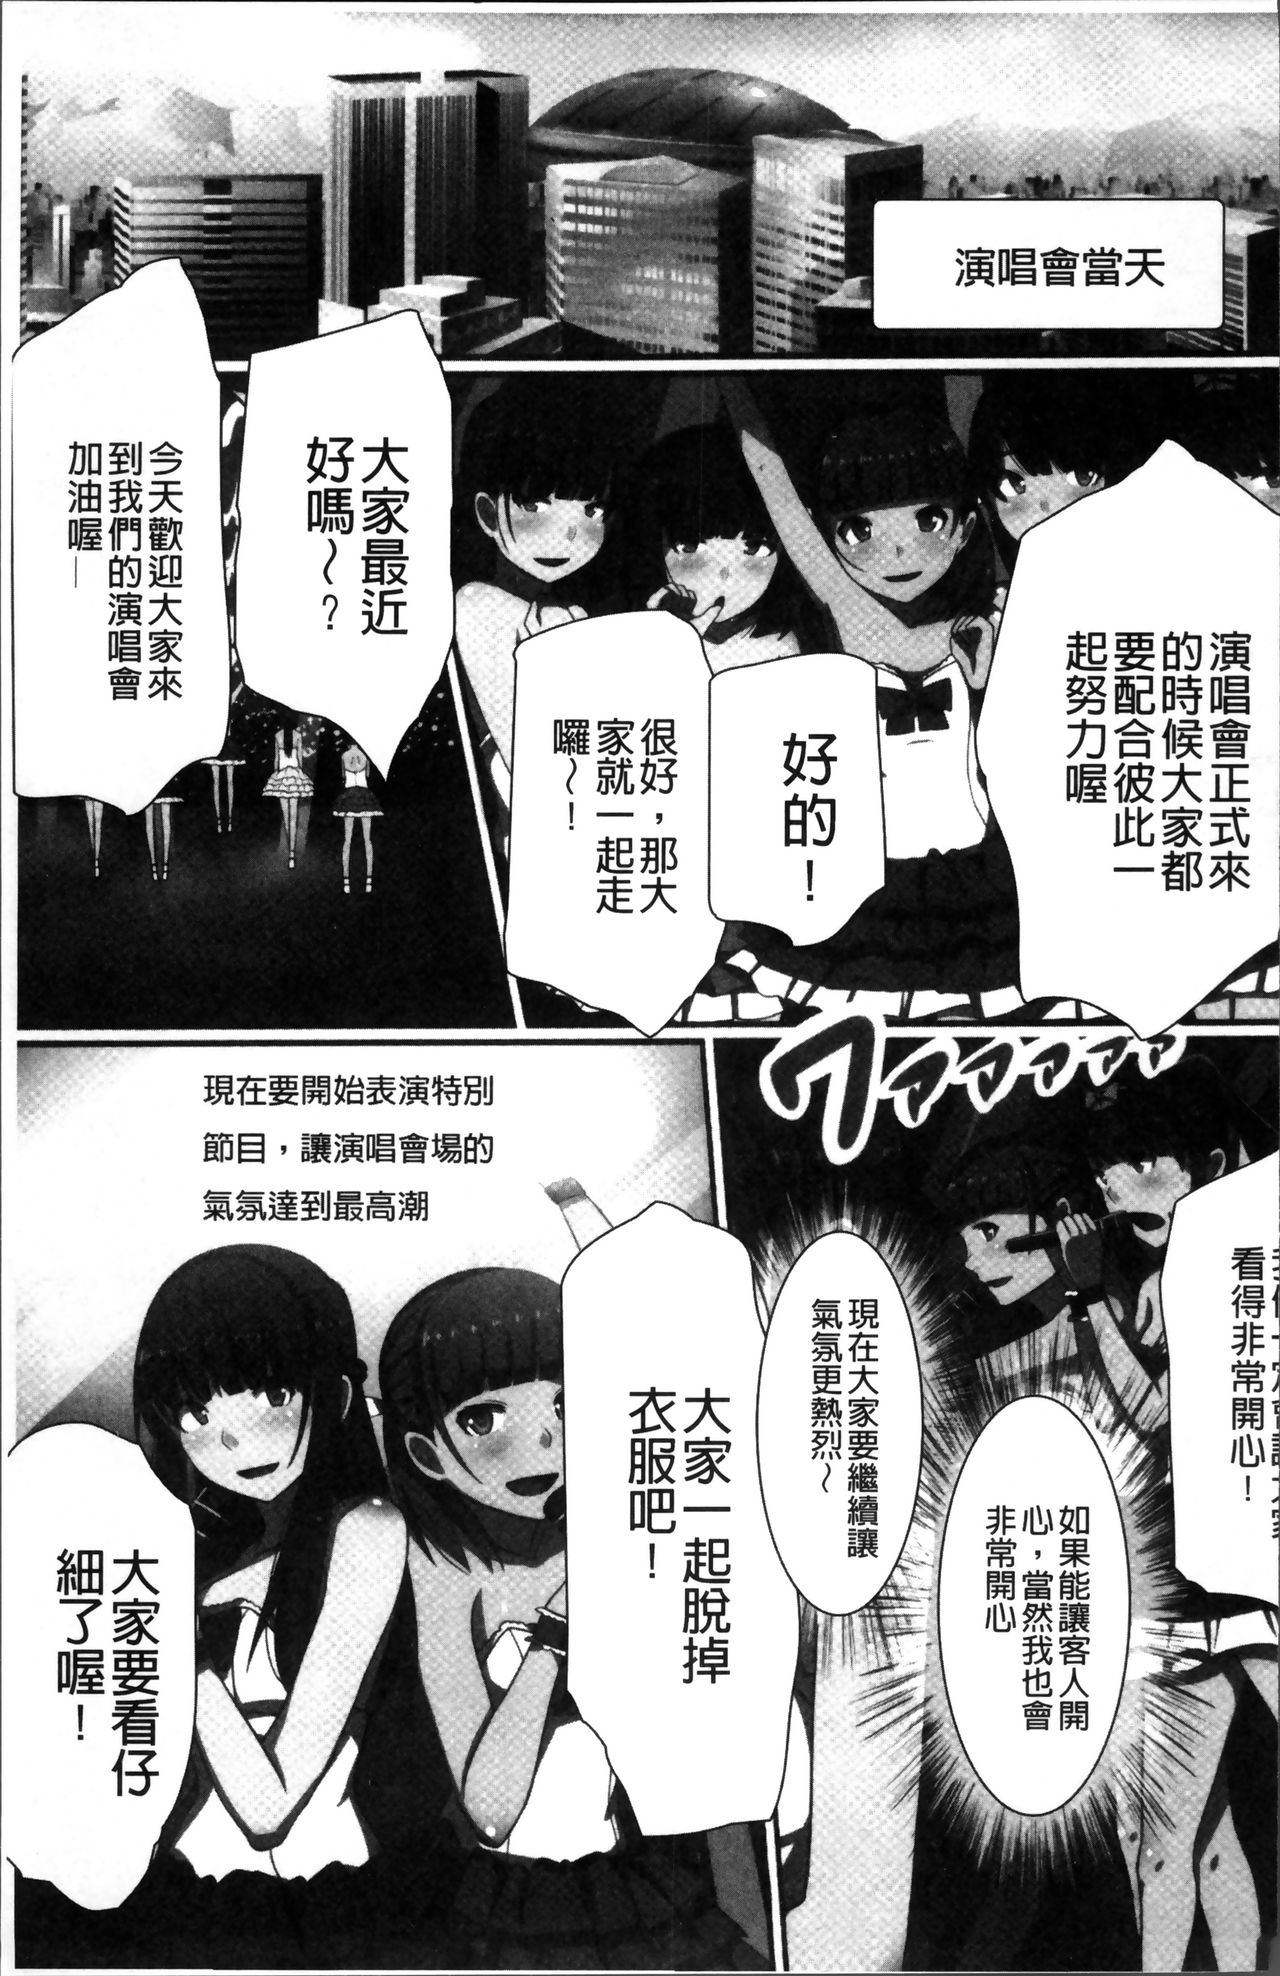 演唱會當天
演唱會正式來
的時候大家都
要配合彼此一
起努力喔
好的！
很好，那大
家就一起走
囉～！
大家最近
好嗎～？
今天歡迎大家來
到我們的演唱會
加油喔—
ワァァァァァァ
看得非常開心！
如果能讓客人開
心，當然我也會
非常開心
現在大家要繼續讓
氣氛更熱烈～
現在要開始表演特別
節目，讓演唱會場的
氣氛達到最高潮
大家一起脫掉
衣服吧！
大家要看仔
細了喔！